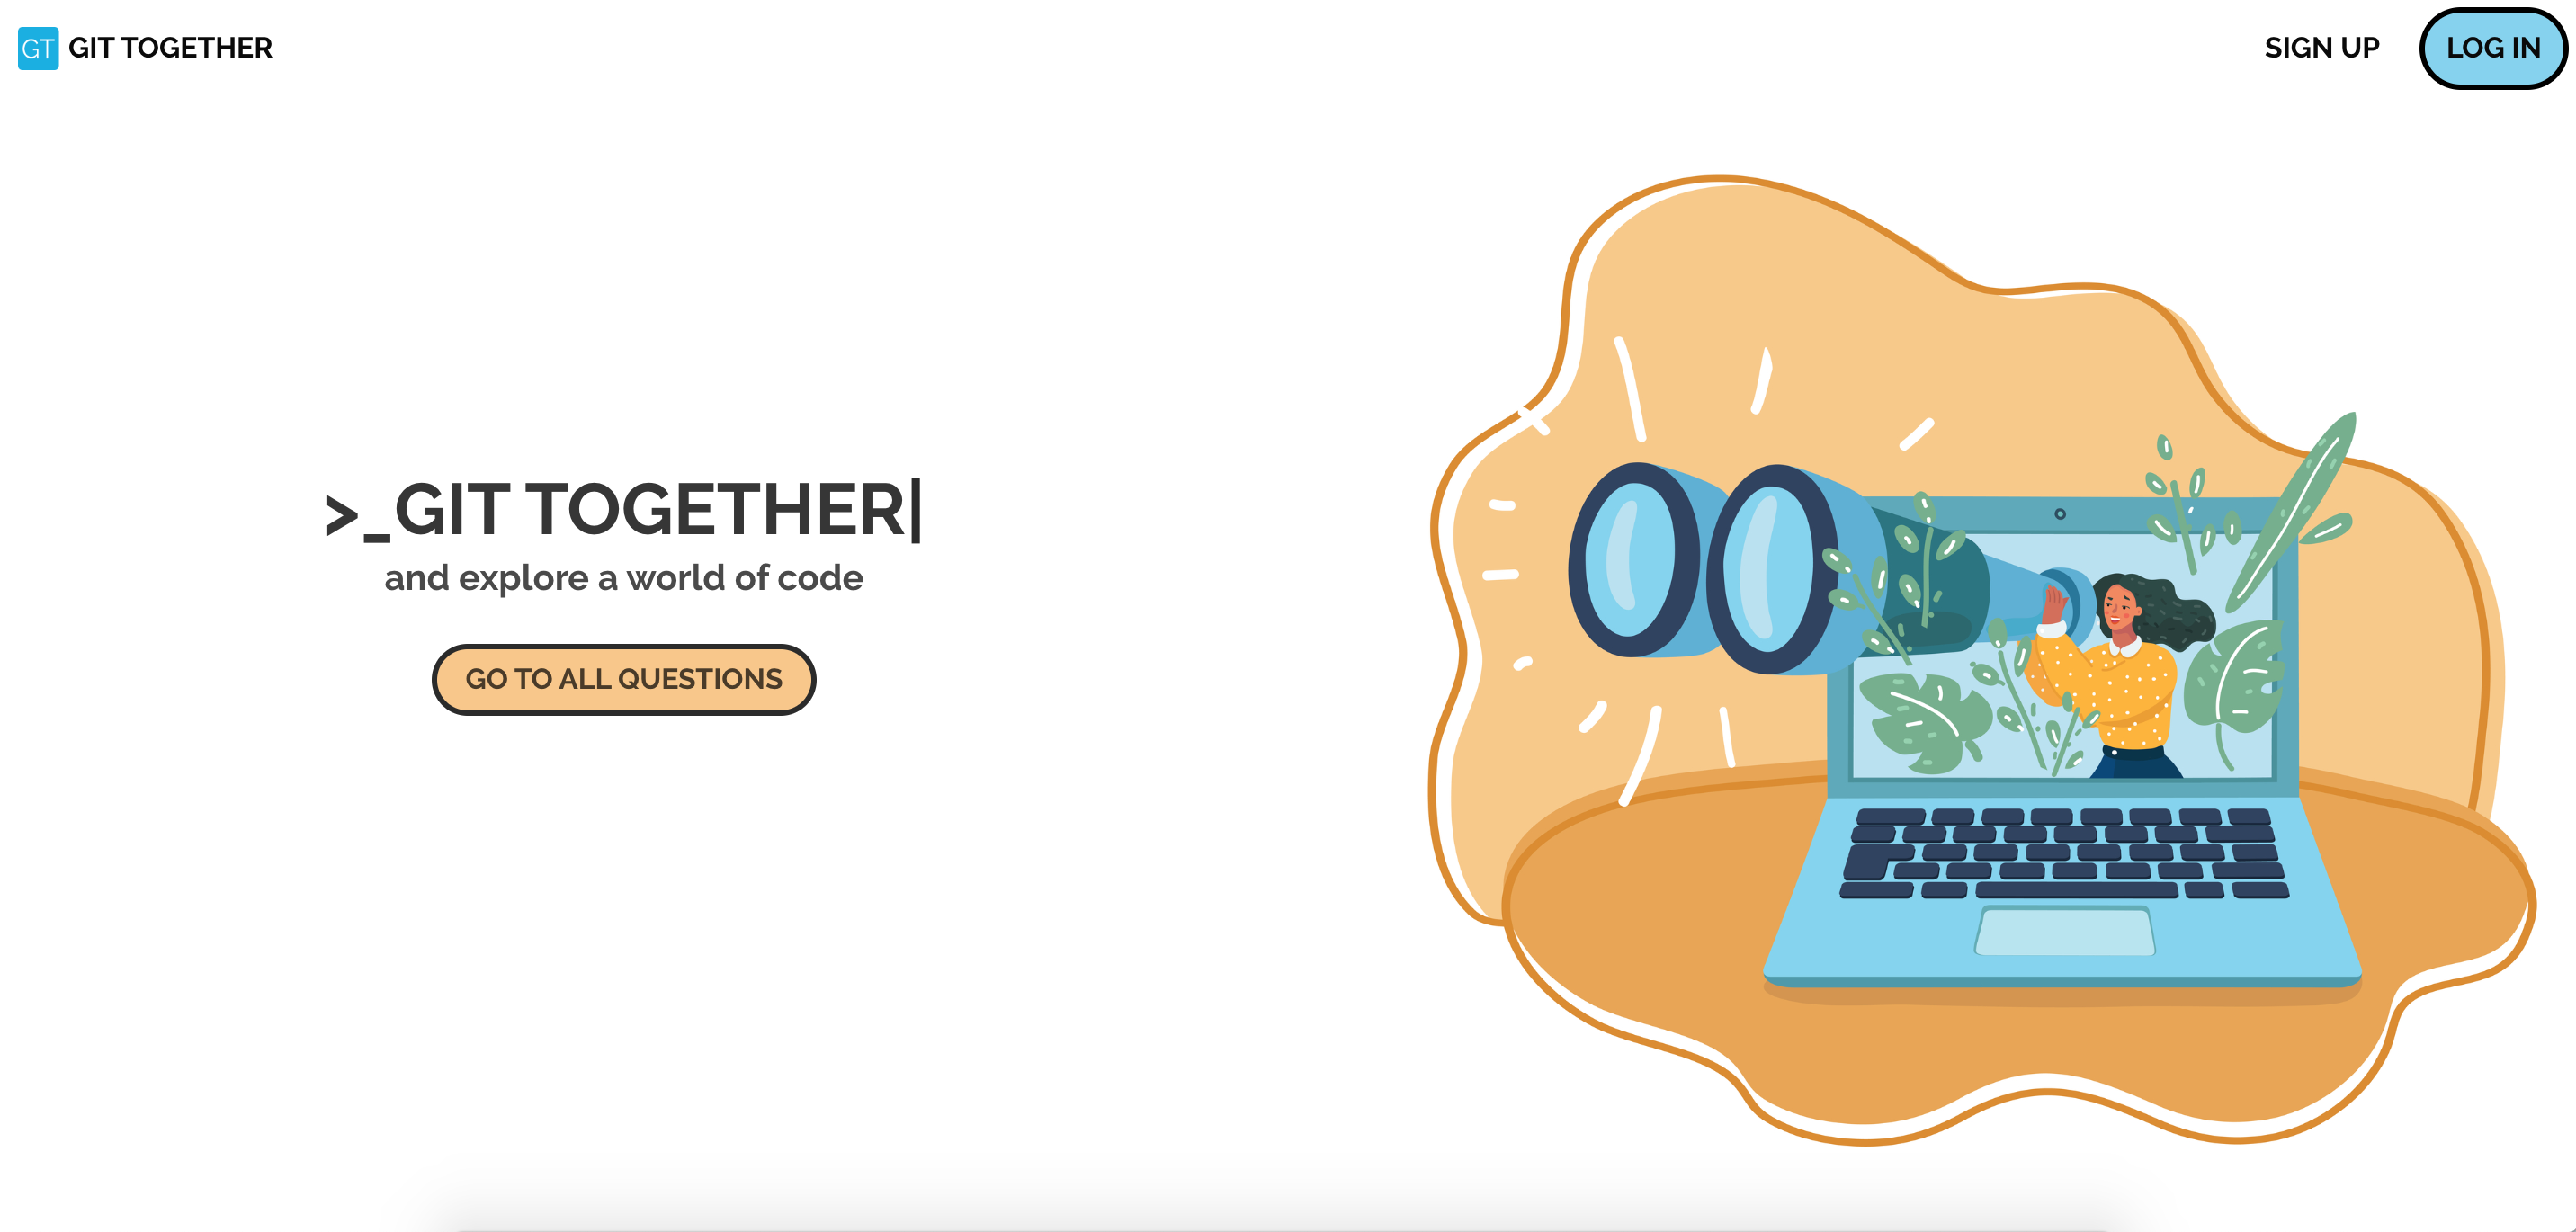 GT GIT TOGETHER
SIGN UP
LOG IN
>_GIT TOGETHER|
and explore a world of code
GO TO ALL QUESTIONS